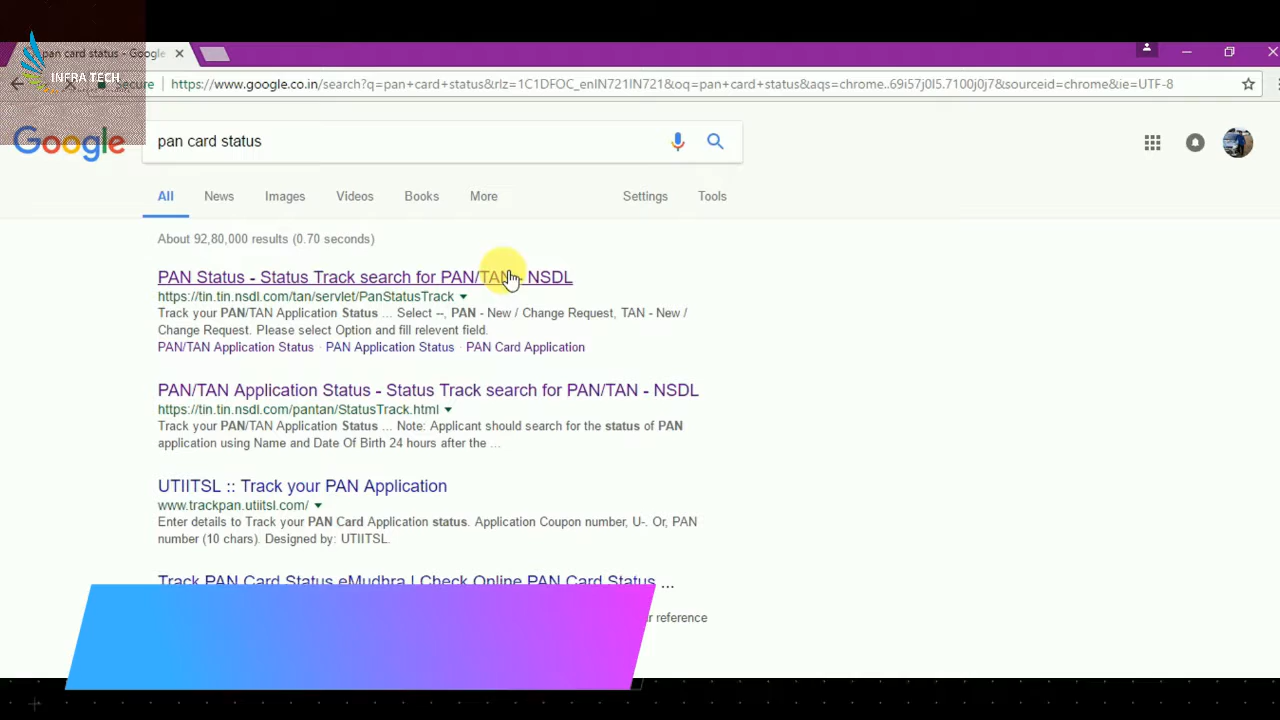 pan card status - Google
INFRA TECH
Secure
https://www.google.co.in/search?q=pan+card+status&rlz=1C1DFOC_enIN721IN721&oq=pan+card+status&aqs=chrome..69i57j0l5.7100j0j7&sourceid=chrome&ie=UTF-8
Google
pan card status
All News Images Videos Books More Settings Tools
About 92,80,000 results (0.70 seconds)
PAN Status - Status Track search for PAN/TAN - NSDL
https://tin.tin.nsdl.com/tan/servlet/PanStatusTrack
Track your PAN/TAN Application Status ... Select --, PAN - New / Change Request, TAN - New /
Change Request. Please select Option and fill relevent field.
PAN/TAN Application Status · PAN Application Status · PAN Card Application
PAN/TAN Application Status - Status Track search for PAN/TAN - NSDL
https://tin.tin.nsdl.com/pantan/StatusTrack.html
Track your PAN/TAN Application Status ... Note: Applicant should search for the status of PAN
application using Name and Date Of Birth 24 hours after the ...
UTIITSL :: Track your PAN Application
www.trackpan.utiitsl.com/
Enter details to Track your PAN Card Application status. Application Coupon number, U-. Or, PAN
number (10 chars). Designed by: UTIITSL.
Track PAN Card Status eMudhra | Check Online PAN Card Status ...
reference